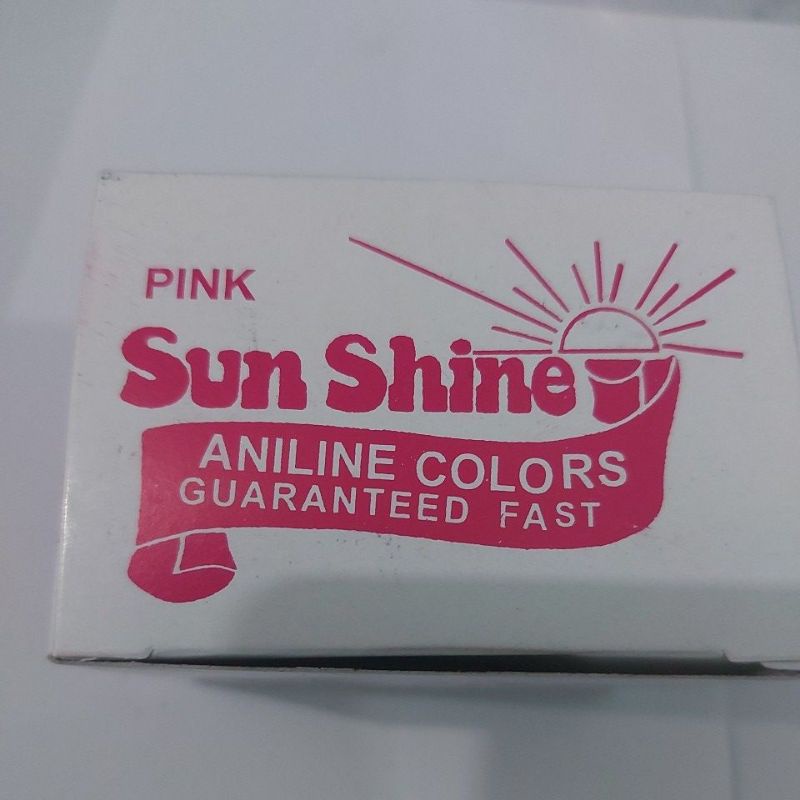 PINK
Sun Shine
ANILINE COLORS
GUARANTEED FAST